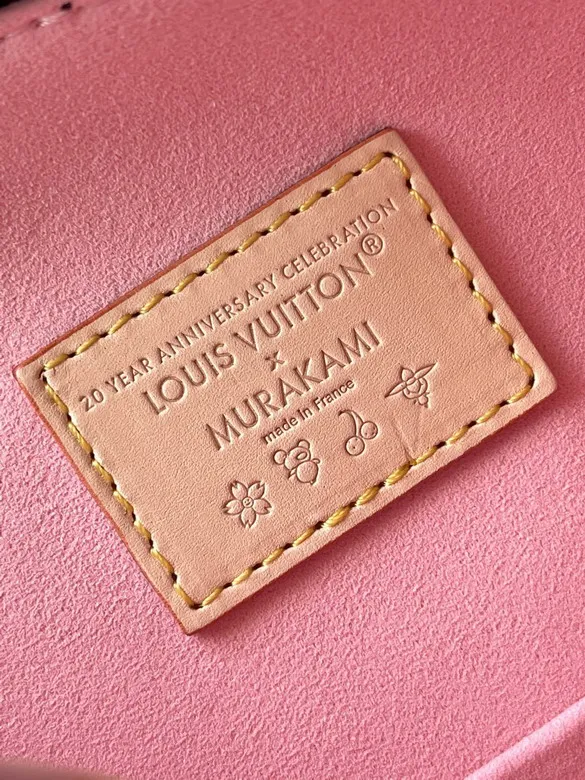 20 YEAR ANNIVERSARY CELEBRATION
LOUIS VUITTON®
x
MURAKAMI
made in France